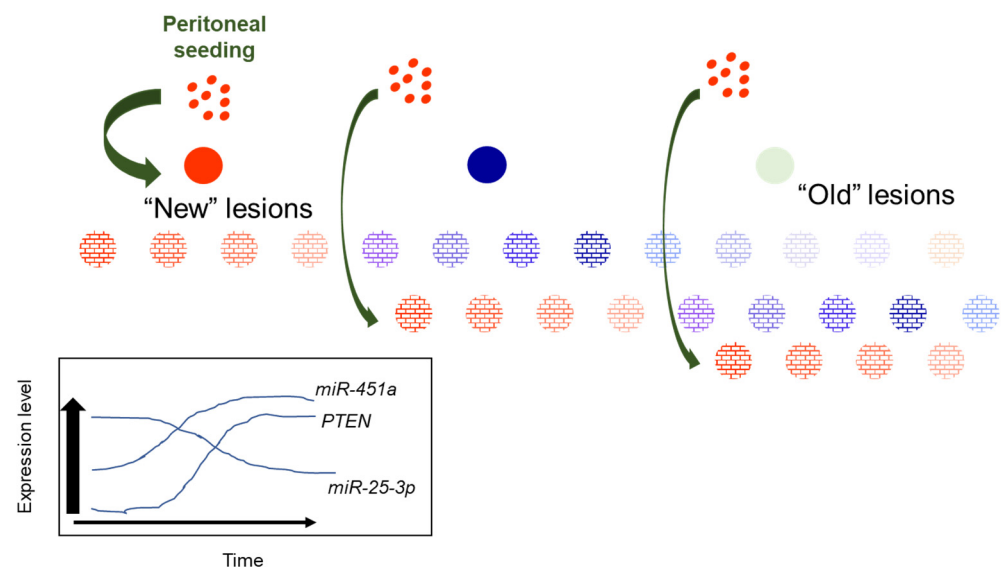 Peritoneal
seeding
“New” lesions
“Old” lesions
Expression level
miR-451a
PTEN
miR-25-3p
Time